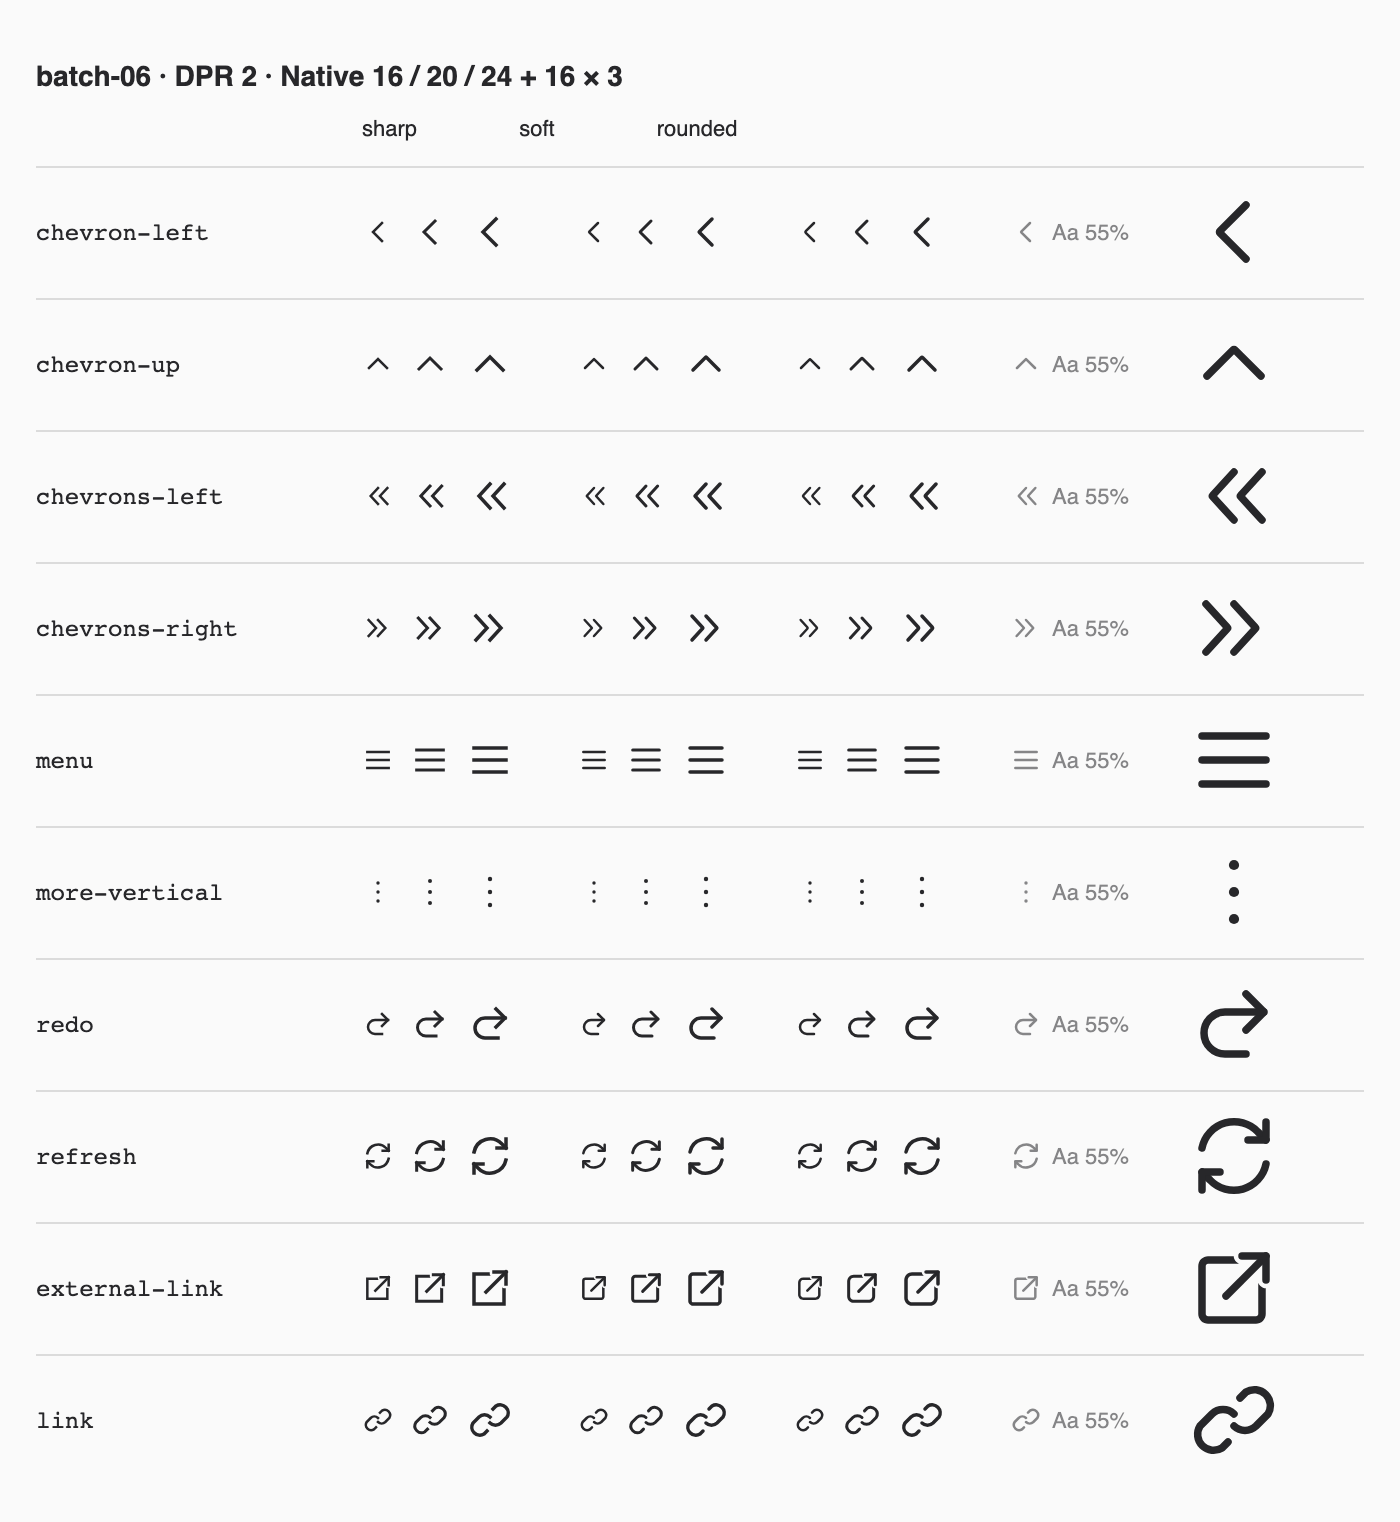 batch-06 · DPR 2 · Native 16 / 20 / 24 + 16 × 3
sharp soft rounded
chevron-left Aa 55%
chevron-up Aa 55%
chevrons-left Aa 55%
chevrons-right Aa 55%
menu Aa 55%
more-vertical Aa 55%
redo Aa 55%
refresh Aa 55%
external-link Aa 55%
link Aa 55%